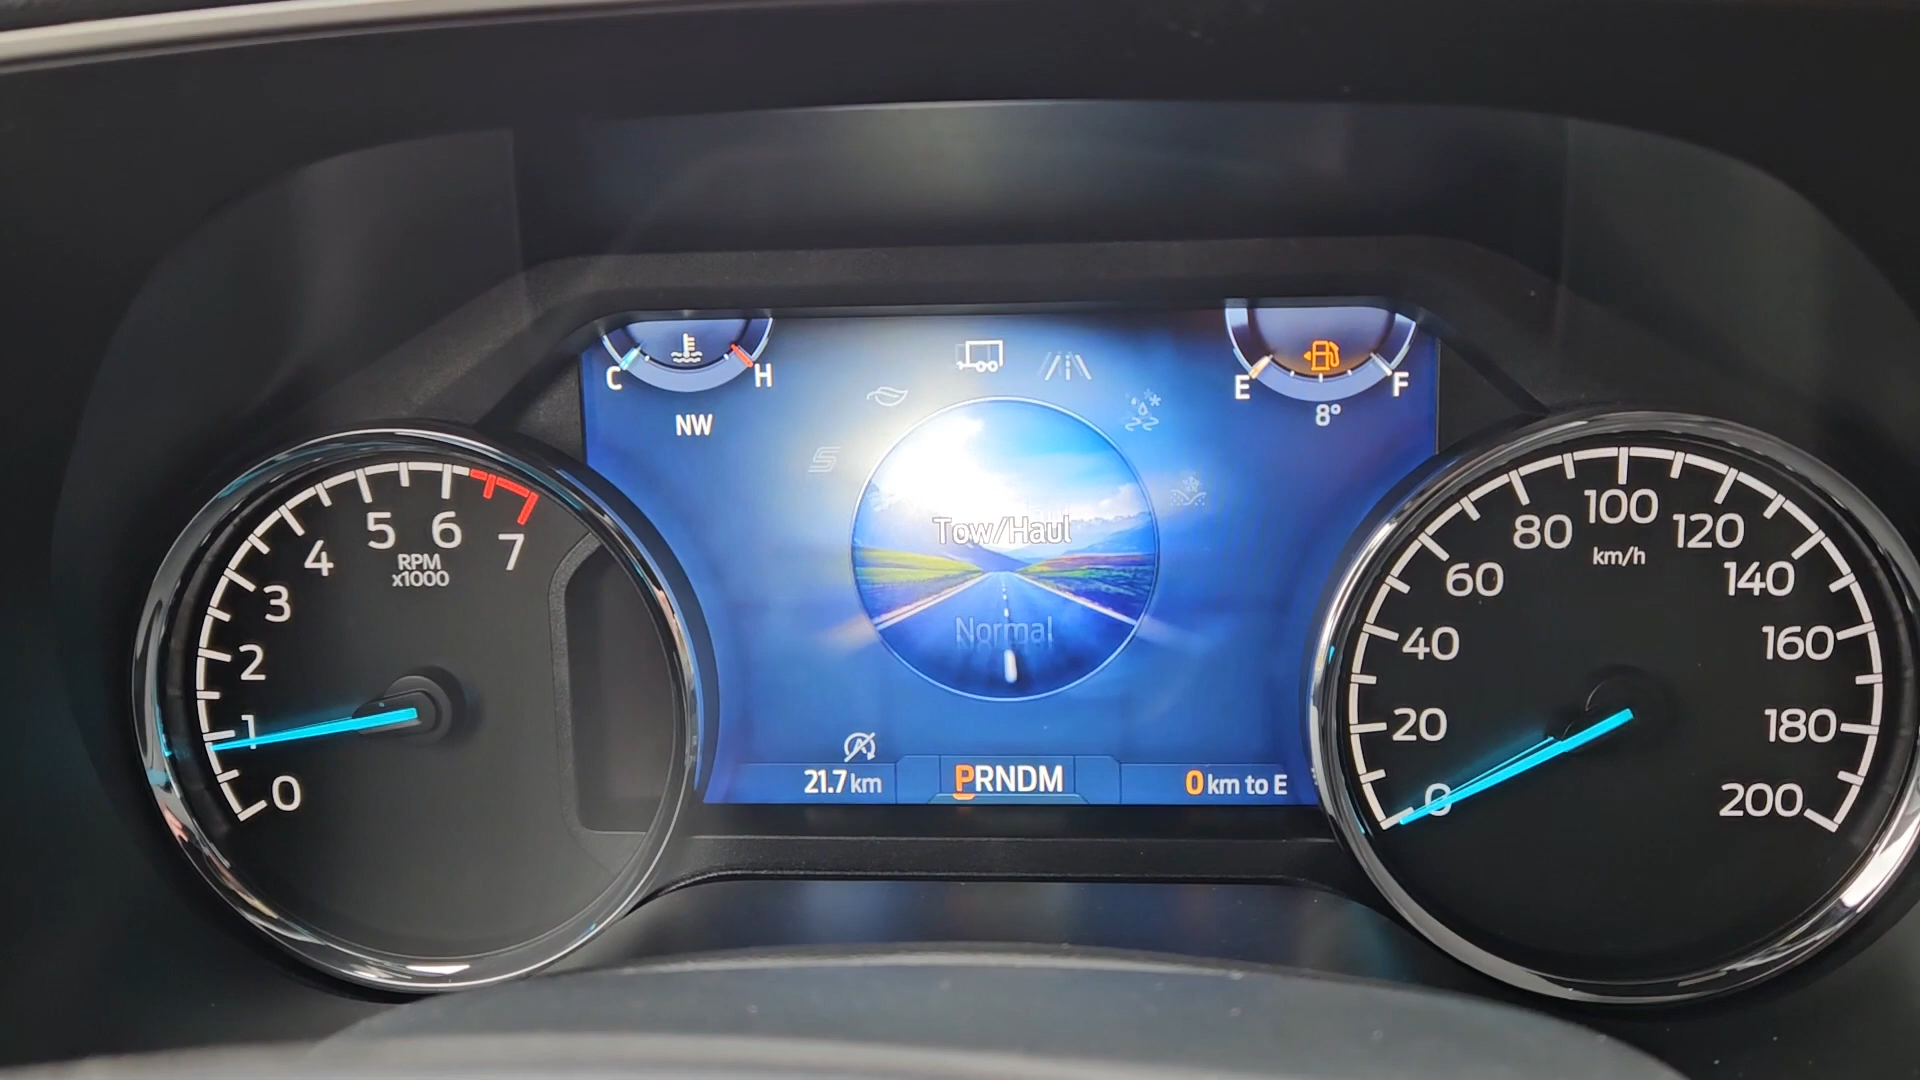 C H
NW
E F
8°
Tow/Haul
Normal
21.7 km
PRNDM
0 km to E
0 1 2 3 4 5 6 7
RPM
x1000
0 20 40 60 80 100 120 140 160 180 200
km/h